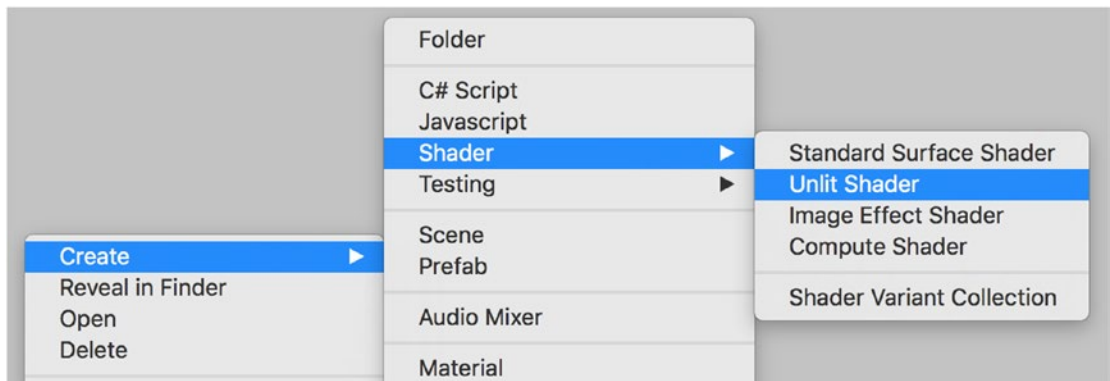 Create
Reveal in Finder
Open
Delete
Folder
C# Script
Javascript
Shader
Testing
Scene
Prefab
Audio Mixer
Material
Standard Surface Shader
Unlit Shader
Image Effect Shader
Compute Shader
Shader Variant Collection